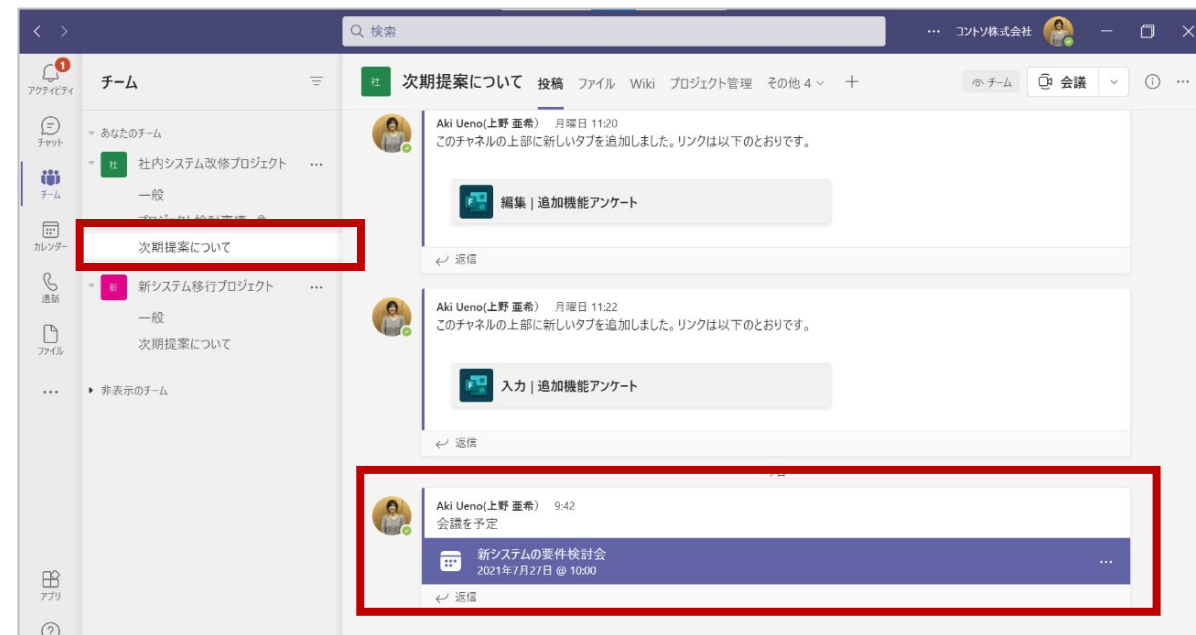 検索
… コントソ株式会社
1
アクティビティ
チャット
チーム
カレンダー
通話
ファイル
アプリ
チーム
あなたのチーム
社 社内システム改修プロジェクト …
一般
次期提案について
新 新システム移行プロジェクト …
一般
次期提案について
非表示のチーム
社 次期提案について 投稿 ファイル Wiki プロジェクト管理 その他 4 +
チーム 会議
Aki Ueno(上野 亜希) 月曜日 11:20
このチャネルの上部に新しいタブを追加しました。リンクは以下のとおりです。
編集 | 追加機能アンケート
返信
Aki Ueno(上野 亜希) 月曜日 11:22
このチャネルの上部に新しいタブを追加しました。リンクは以下のとおりです。
入力 | 追加機能アンケート
返信
Aki Ueno(上野 亜希) 9:42
会議を予定
新システムの要件検討会
2021年7月27日 @ 10:00
返信